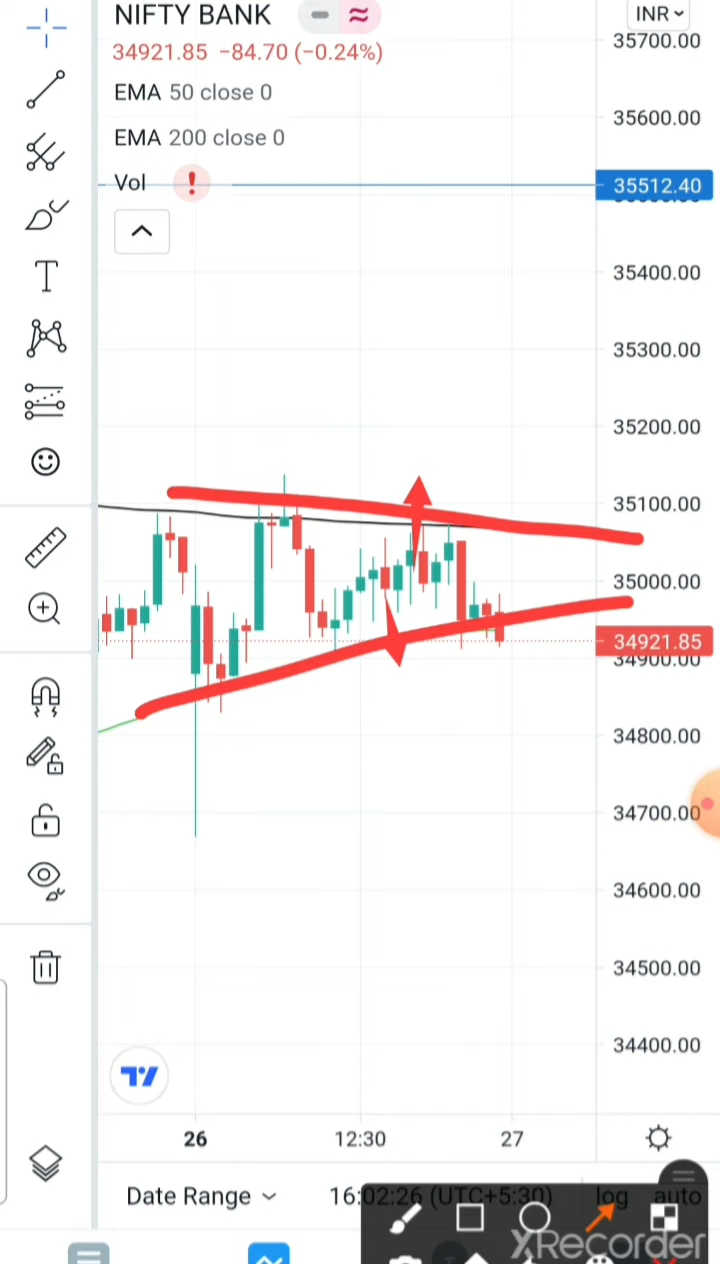 NIFTY BANK
INR
34921.85 −84.70 (−0.24%)
EMA 50 close 0
EMA 200 close 0
Vol
35700.00
35600.00
35512.40
35400.00
35300.00
35200.00
35100.00
35000.00
34921.85
34900.00
34800.00
34700.00
34600.00
34500.00
34400.00
26
12:30
27
Date Range
16:02:26 (UTC+5:30)
log
auto
XRecorder